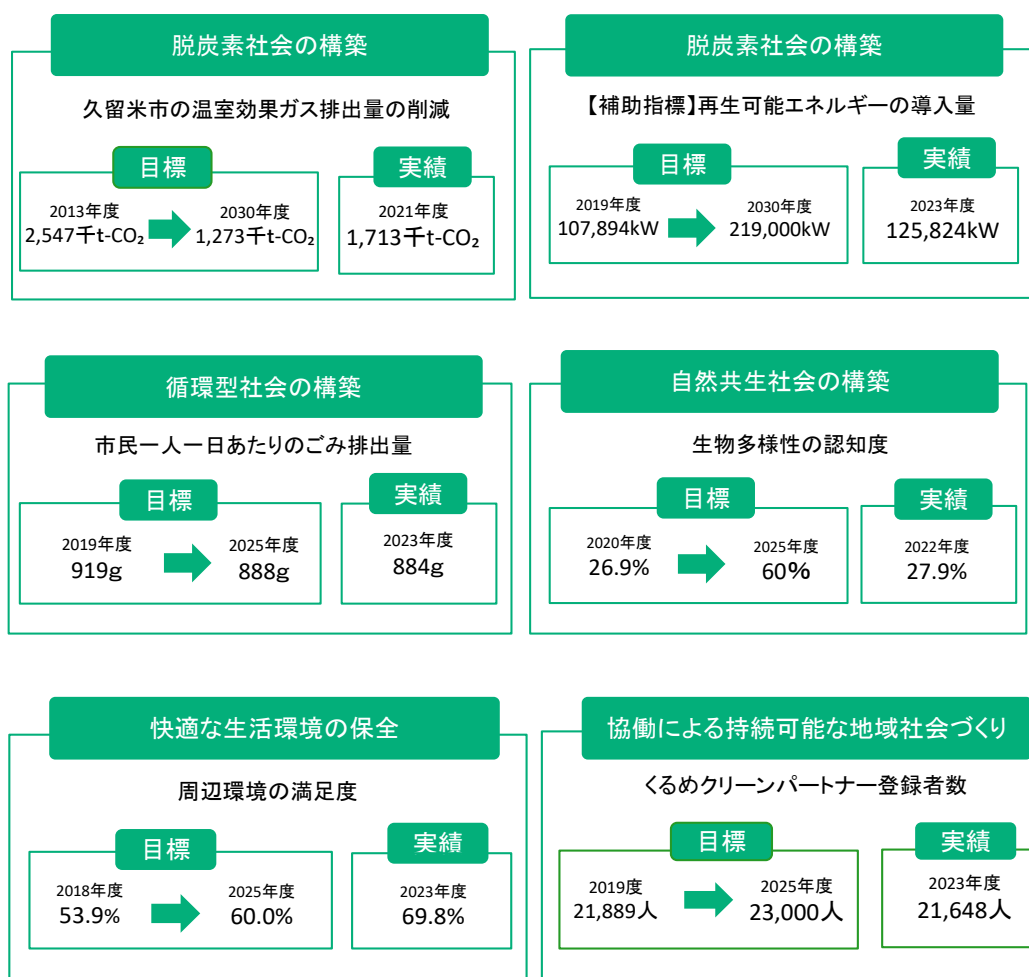 脱炭素社会の構築
久留米市の温室効果ガス排出量の削減
目標
2013年度
2,547千t-CO₂
2030年度
1,273千t-CO₂
実績
2021年度
1,713千t-CO₂
脱炭素社会の構築
【補助指標】再生可能エネルギーの導入量
目標
2019年度
107,894kW
2030年度
219,000kW
実績
2023年度
125,824kW
循環型社会の構築
市民一人一日あたりのごみ排出量
目標
2019年度
919g
2025年度
888g
実績
2023年度
884g
自然共生社会の構築
生物多様性の認知度
目標
2020年度
26.9%
2025年度
60%
実績
2022年度
27.9%
快適な生活環境の保全
周辺環境の満足度
目標
2018年度
53.9%
2025年度
60.0%
実績
2023年度
69.8%
協働による持続可能な地域社会づくり
くるめクリーンパートナー登録者数
目標
2019度
21,889人
2025年度
23,000人
実績
2023年度
21,648人